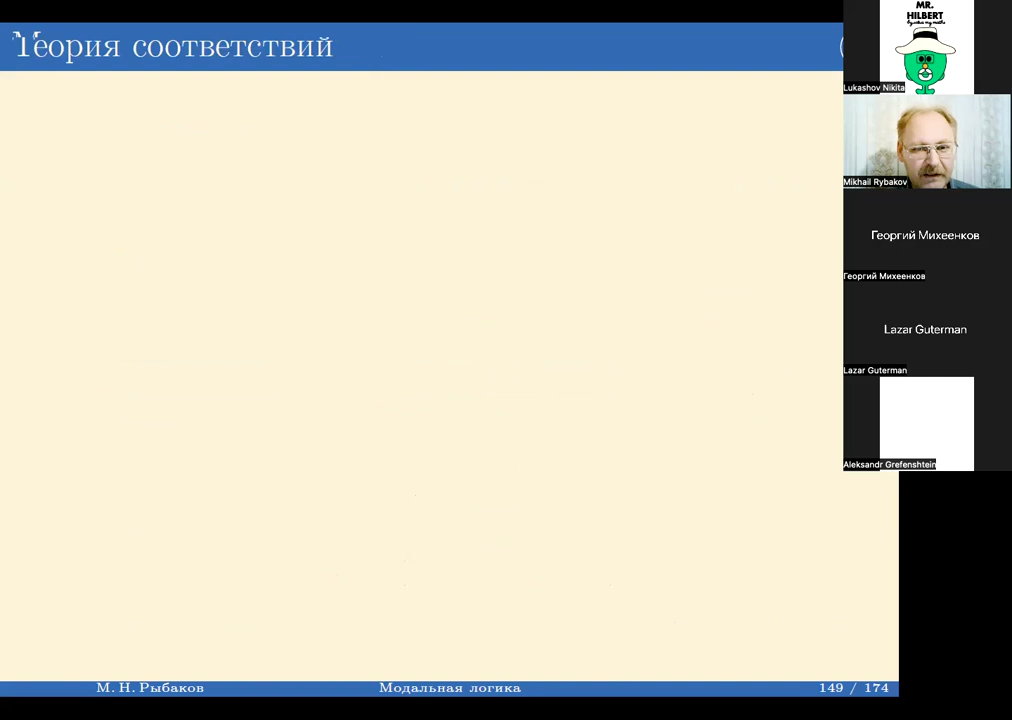 Теория соответствий
MR.
HILBERT
Lukashov Nikita
Mikhail Rybakov
Георгий Михеенков
Георгий Михеенков
Lazar Guterman
Lazar Guterman
Aleksandr Grefenshtein
М. Н. Рыбаков
Модальная логика
149 / 174